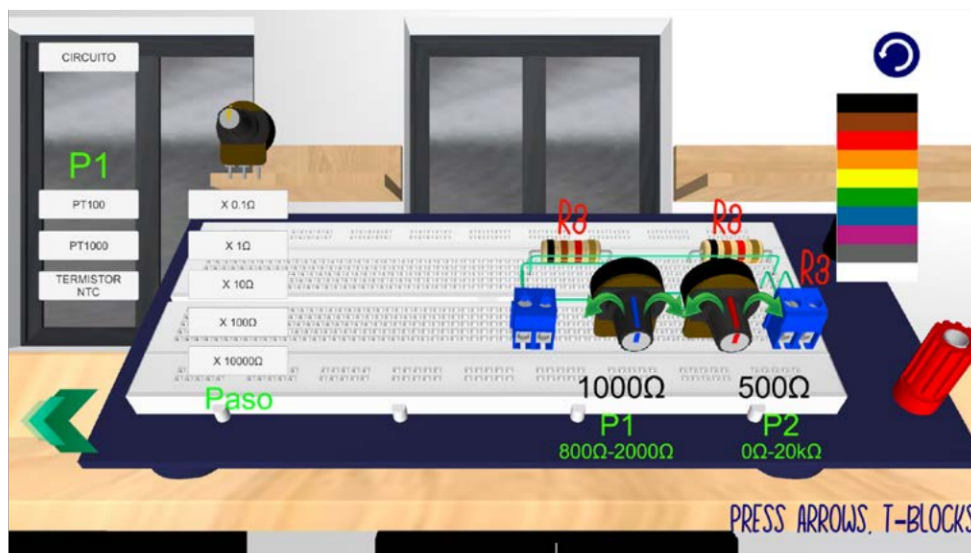 CIRCUITO
P1
PT100
PT1000
TERMISTOR
NTC
X 0.1Ω
X 1Ω
X 10Ω
X 100Ω
X 10000Ω
Paso
R3
R3
R3
1000Ω
500Ω
P1
P2
800Ω-2000Ω
0Ω-20kΩ
PRESS ARROWS, T-BLOCKS